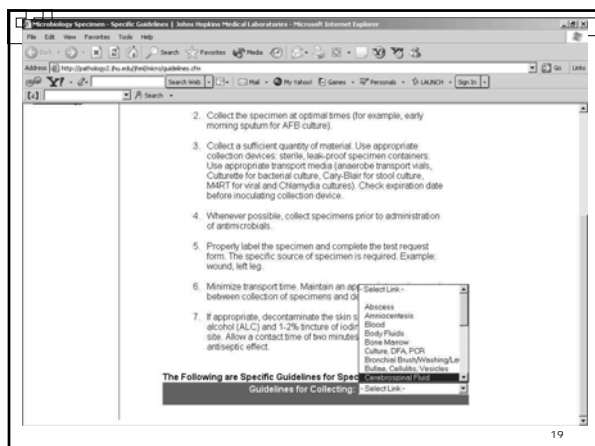 Microbiology Specimen - Specific Guidelines | Johns Hopkins Medical Laboratories - Microsoft Internet Explorer
File Edit View Favorites Tools Help
Back Search Favorites Media
Address http://pathology2.jhu.edu/jhml/micro/guidelines.cfm Go Links
Y! Search Web Mail My Yahoo! Games Personals LAUNCH Sign In
Search
2. Collect the specimen at optimal times (for example, early
morning sputum for AFB culture).
3. Collect a sufficient quantity of material. Use appropriate
collection devices: sterile, leak-proof specimen containers.
Use appropriate transport media (anaerobe transport vials,
Culturette for bacterial culture, Cary-Blair for stool culture,
M4RT for viral and Chlamydia cultures). Check expiration date
before inoculating collection device.
4. Whenever possible, collect specimens prior to administration
of antimicrobials.
5. Properly label the specimen and complete the test request
form. The specific source of specimen is required. Example:
wound, left leg.
6. Minimize transport time. Maintain an
between collection of specimens and
7. If appropriate, decontaminate the skin
alcohol (ALC) and 1-2% tincture of
site. Allow a contact time of two minutes
antiseptic effect.
- Select Link -
Abscess
Amniocentesis
Blood
Body Fluids
Bone Marrow
Culture, DFA, PCR
Bronchial Brush/Washing/
Bullae, Cellulitis, Vesicles
Cerebrospinal Fluid
The Following are Specific Guidelines for
Guidelines for Collecting: - Select Link -
19